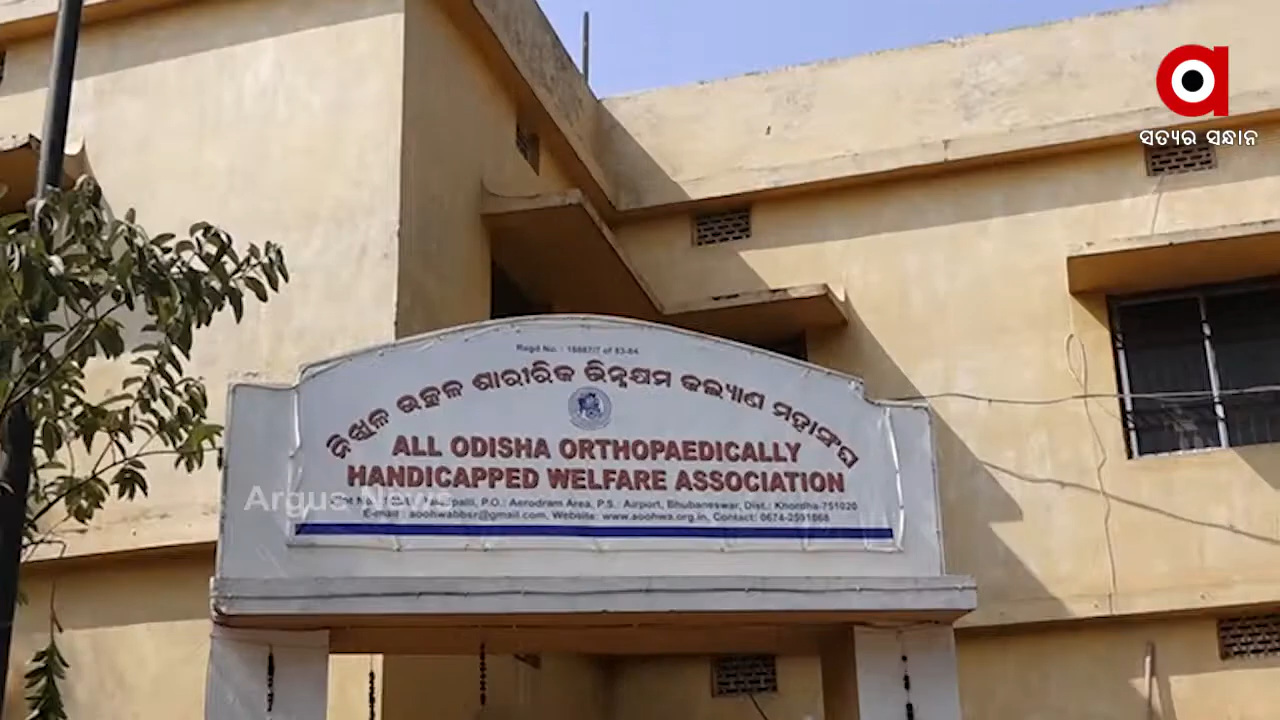 ସତ୍ୟର ସନ୍ଧାନ
Regd No. : 16887/7 of 83-84
ନିଖିଳ ଉତ୍କଳ ଶାରୀରିକ ଭିନ୍ନକ୍ଷମ କଲ୍ୟାଣ ମହାସଂଘ
ALL ODISHA ORTHOPAEDICALLY
HANDICAPPED WELFARE ASSOCIATION
Argus News
P.O.: Aerodram Area, P.S.: Airport, Bhubaneswar, Dist.: Khordha-751020
E-mail : aoohwabbsr@gmail.com, Website: www.aoohwa.org.in, Contact: 0674-2591868